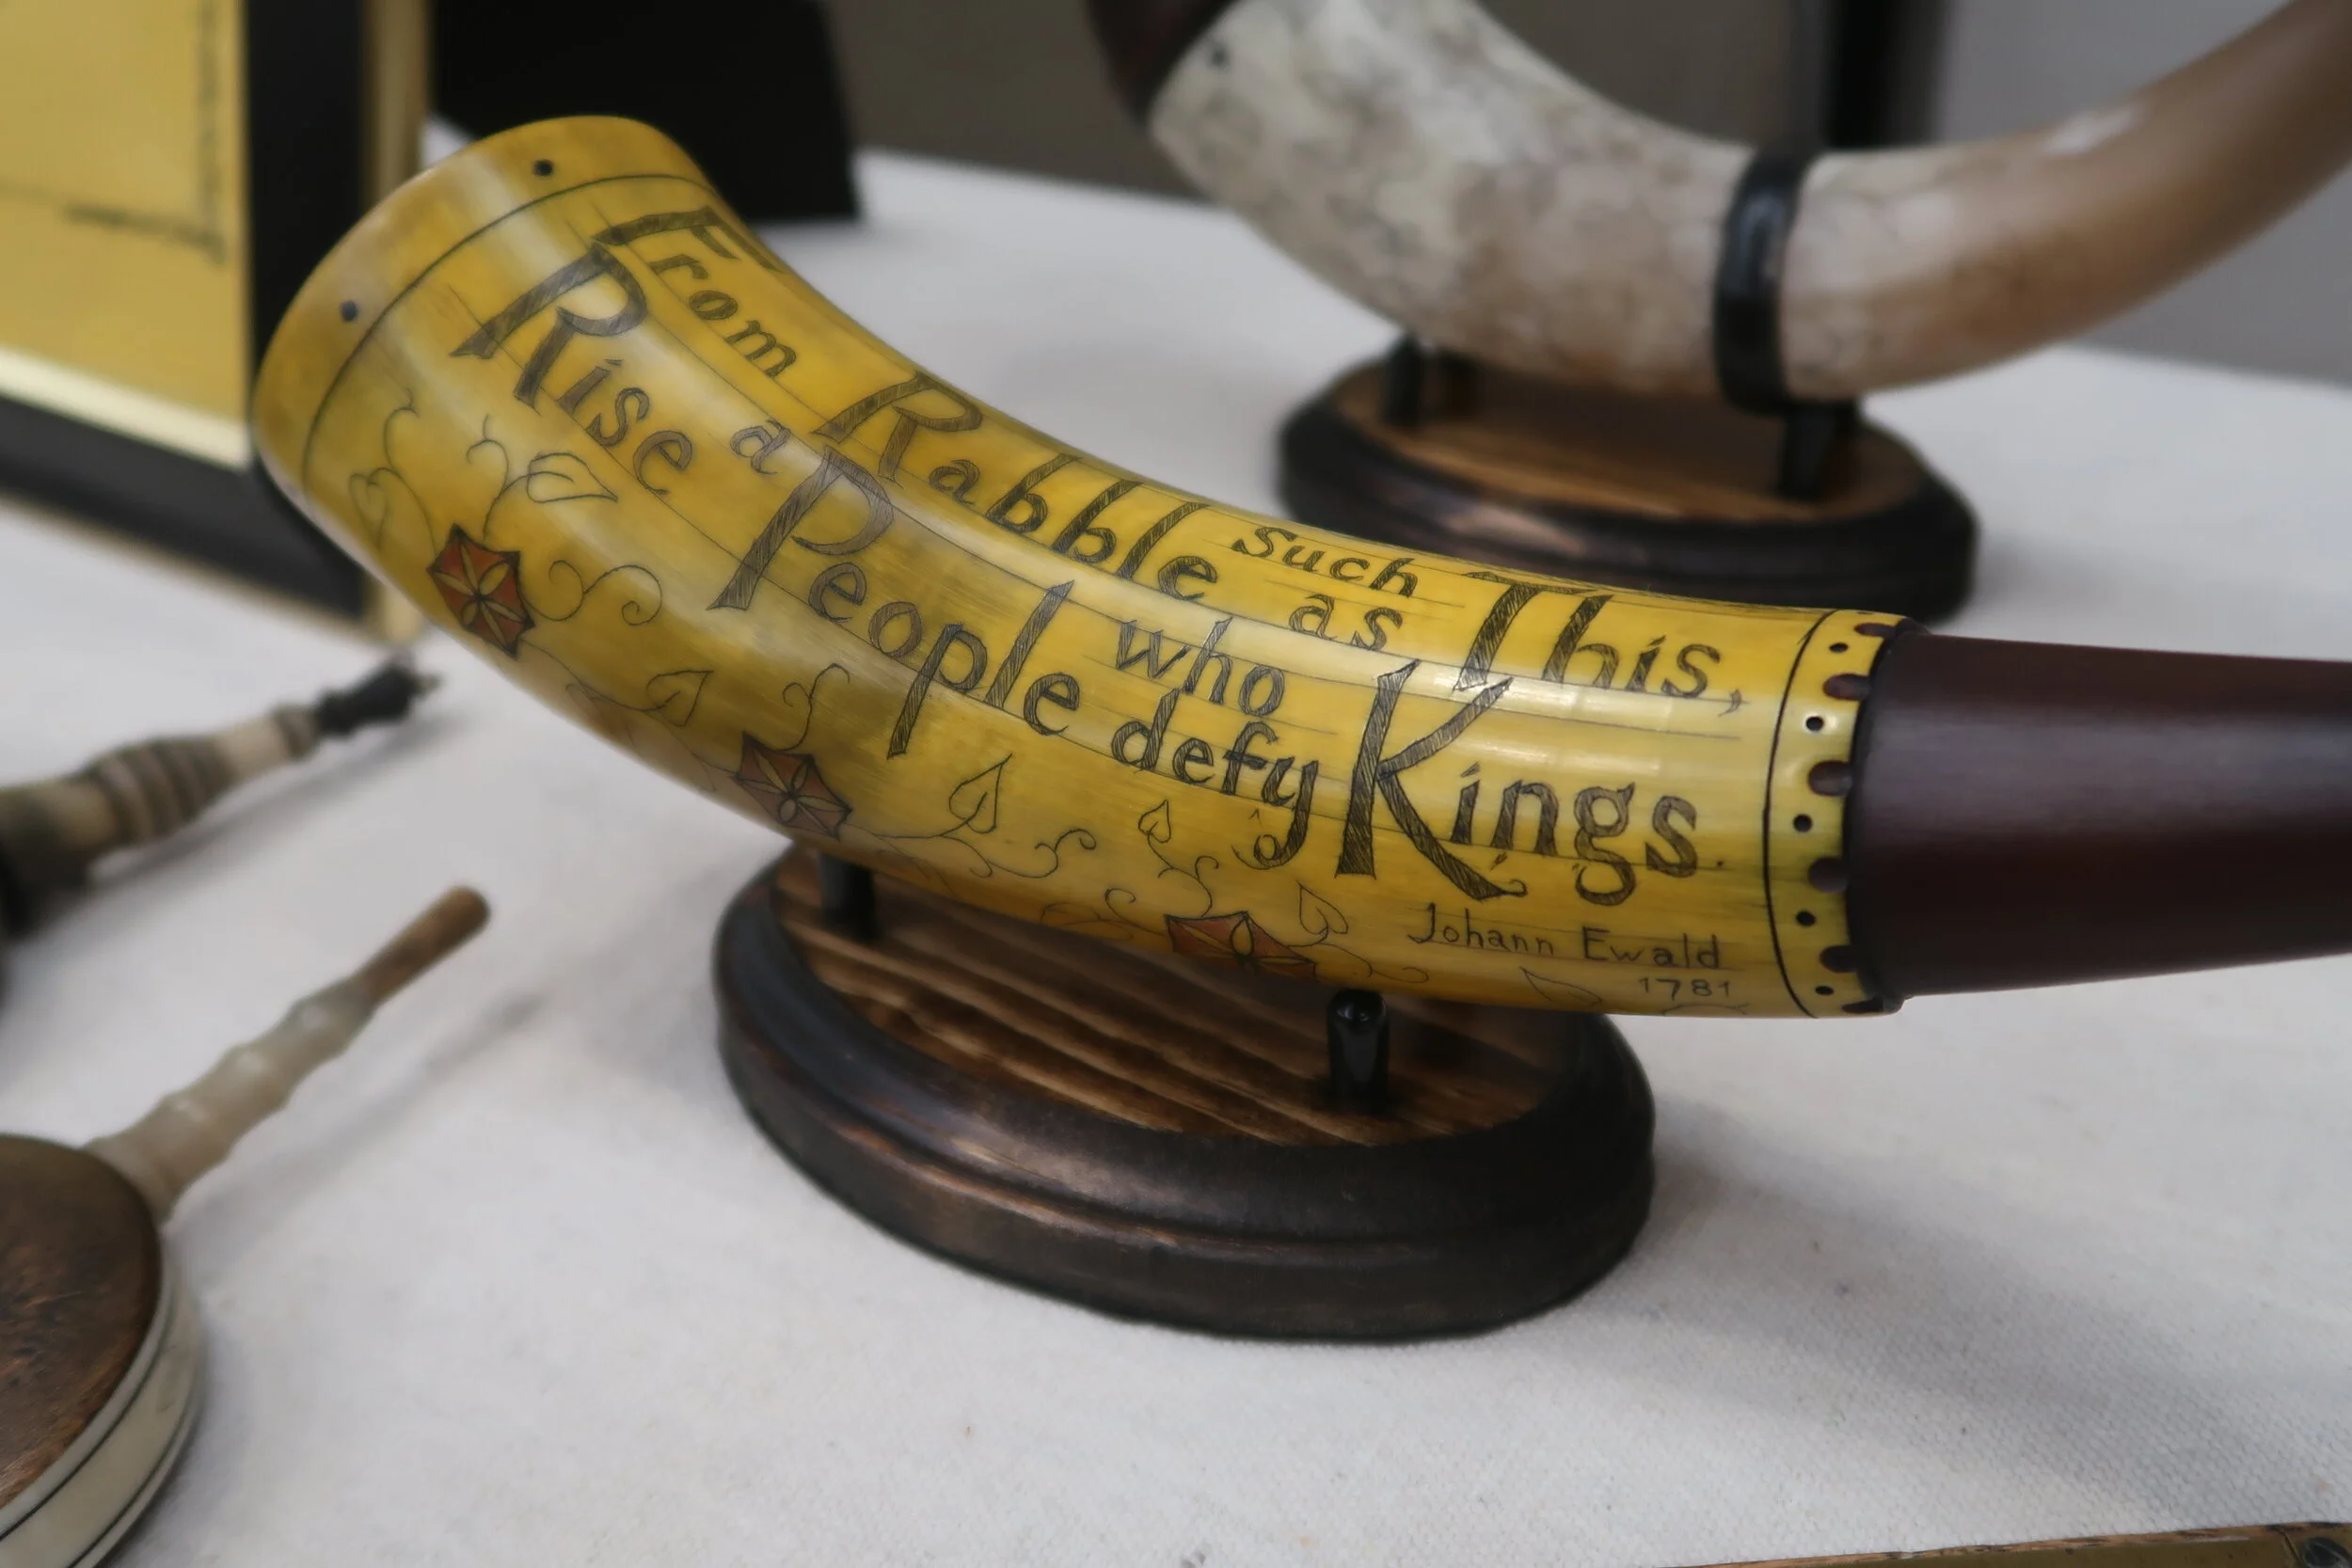 From Rabble such as This,
Rise a People who defy Kings.
Johann Ewald
1781